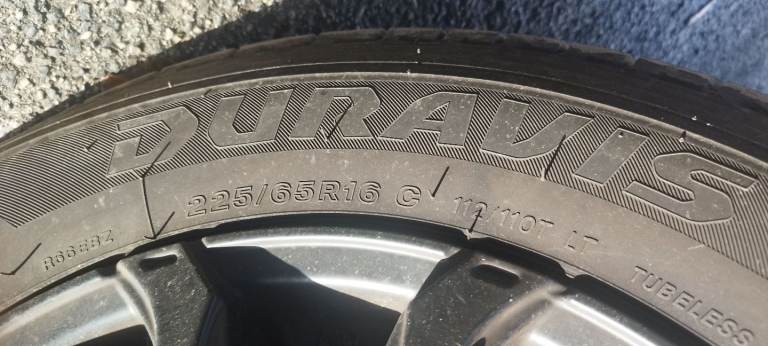 DURAVIS
225/65R16 C 112/110T LT
R668BZ
TUBELESS